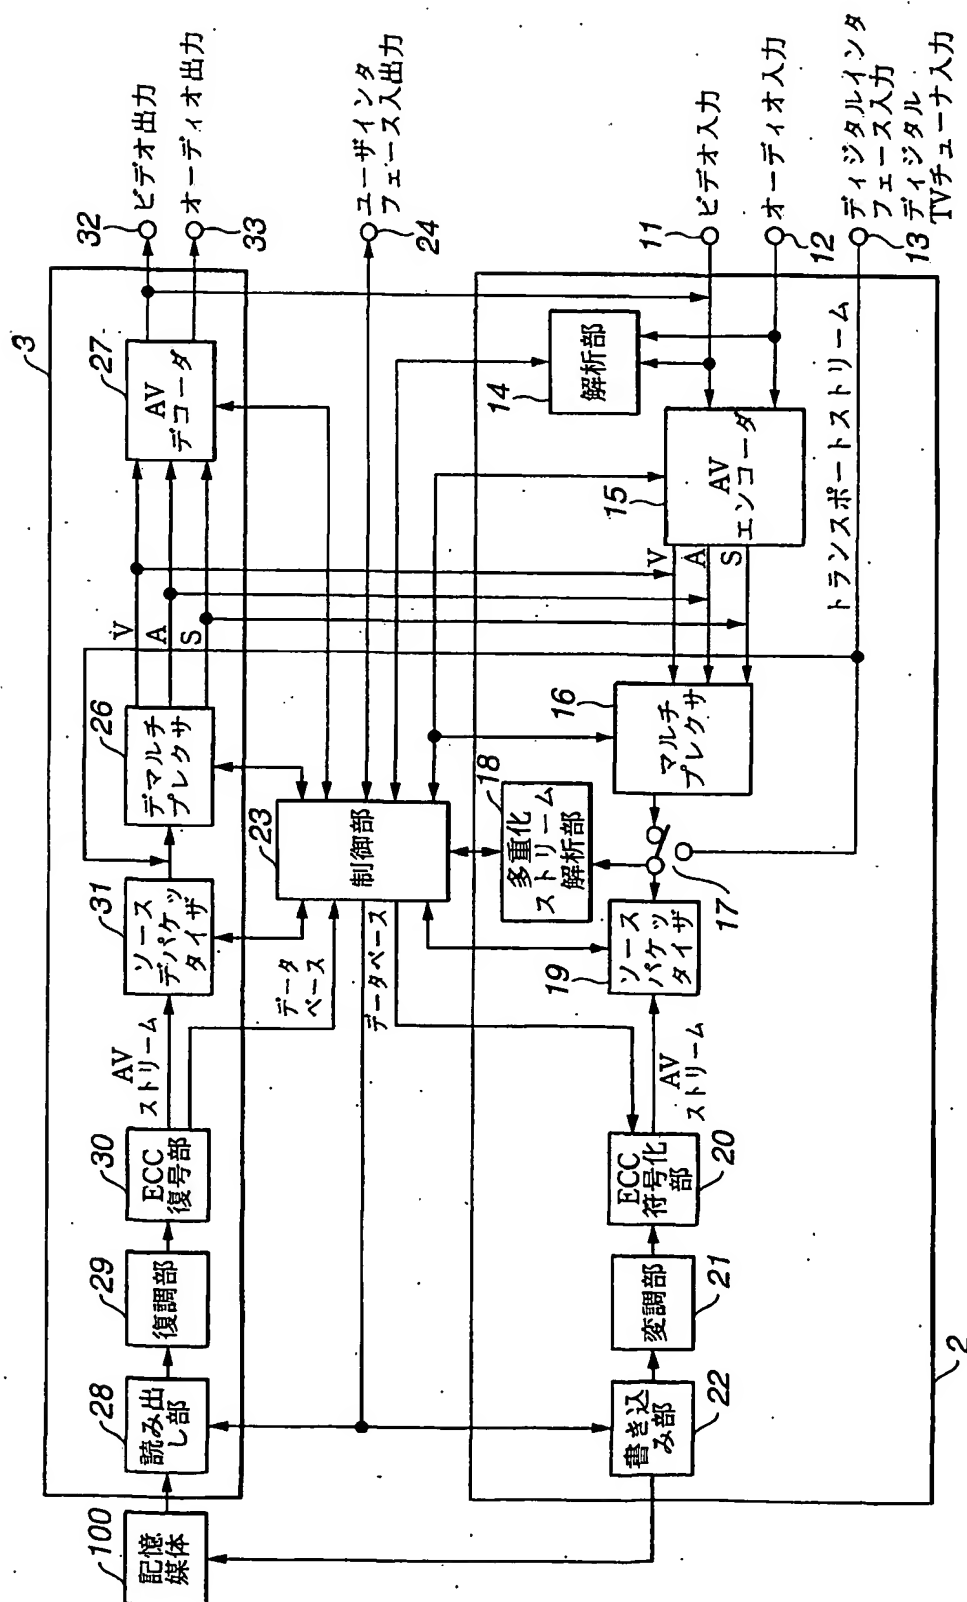 3
100
記憶
媒体
28
読み出
し部
29
復調部
30
ECC
復号部
AV
ストリーム
31
ソース
デパケッ
タイザ
26
デマルチ
プレクサ
V
A
S
27
AV
デコーダ
32
ビデオ出力
33
オーディオ出力
データ
ベース
データベース
23
制御部
24
ユーザインタ
フェース入出力
22
書き込
み部
21
変調部
20
ECC
符号化
部
AV
ストリーム
19
ソース
パケッ
タイザ
17
18
多重化
ストリーム
解析部
16
マルチ
プレクサ
V
A
S
15
AV
エンコーダ
14
解析部
11
ビデオ入力
12
オーディオ入力
13
ディジタルインタ
フェース入力
ディジタル
TVチューナ入力
トランスポートストリーム
2